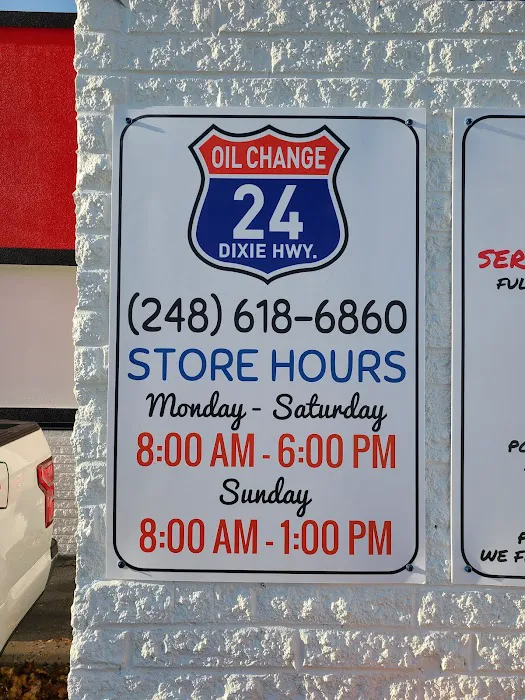 OIL CHANGE
24
DIXIE HWY.
(248) 618-6860
STORE HOURS
Monday - Saturday
8:00 AM - 6:00 PM
Sunday
8:00 AM - 1:00 PM
WE